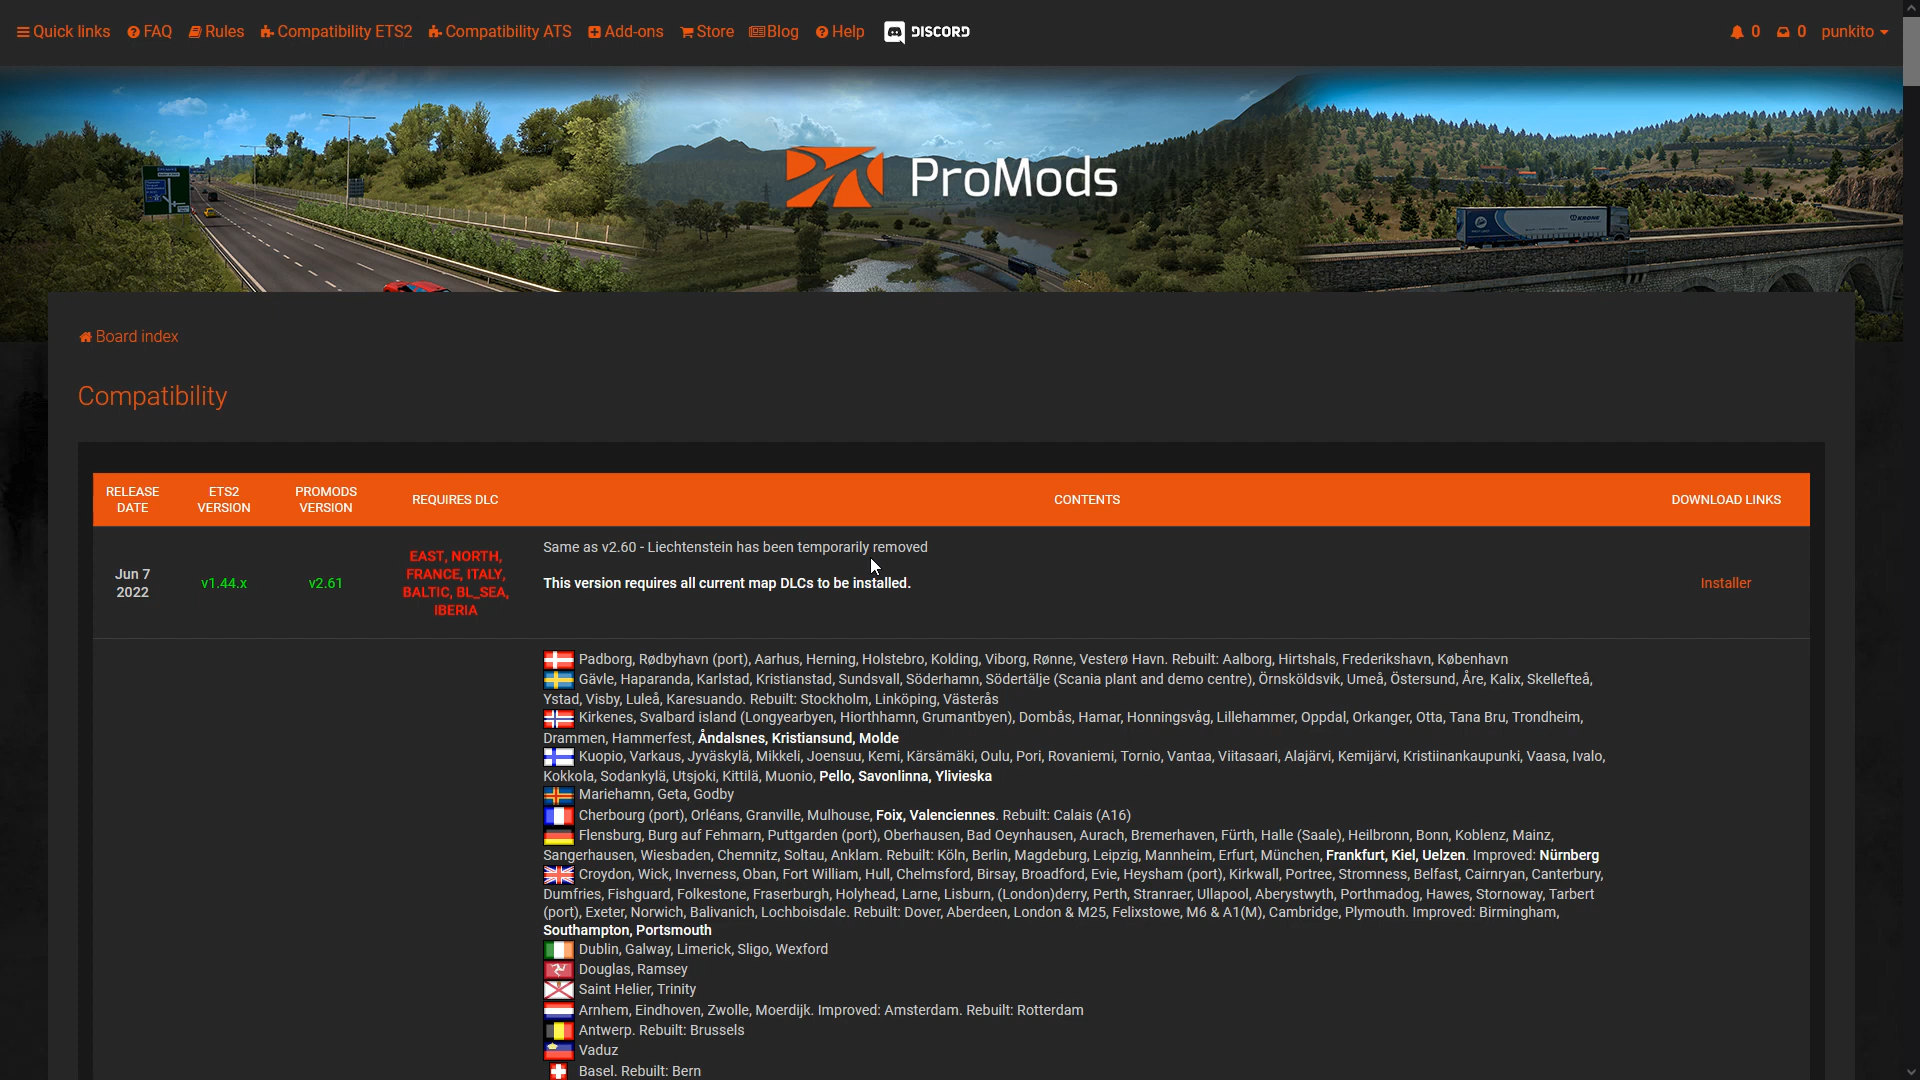 Quick links FAQ Rules Compatibility ETS2 Compatibility ATS Add-ons Store Blog Help DISCORD 0 0 punkito
ProMods
KRONE
Board index
Compatibility
RELEASE DATE
ETS2 VERSION
PROMODS VERSION
REQUIRES DLC
CONTENTS
DOWNLOAD LINKS
Jun 7
2022
v1.44.x
v2.61
EAST, NORTH,
FRANCE, ITALY,
BALTIC, BL_SEA,
IBERIA
Same as v2.60 - Liechtenstein has been temporarily removed
This version requires all current map DLCs to be installed.
Installer
Padborg, Rødbyhavn (port), Aarhus, Herning, Holstebro, Kolding, Viborg, Rønne, Vesterø Havn. Rebuilt: Aalborg, Hirtshals, Frederikshavn, København
Gävle, Haparanda, Karlstad, Kristianstad, Sundsvall, Söderhamn, Södertälje (Scania plant and demo centre), Örnsköldsvik, Umeå, Östersund, Åre, Kalix, Skellefteå,
Ystad, Visby, Luleå, Karesuando. Rebuilt: Stockholm, Linköping, Västerås
Kirkenes, Svalbard island (Longyearbyen, Hiorthhamn, Grumantbyen), Dombås, Hamar, Honningsvåg, Lillehammer, Oppdal, Orkanger, Otta, Tana Bru, Trondheim,
Drammen, Hammerfest, Åndalsnes, Kristiansund, Molde
Kuopio, Varkaus, Jyväskylä, Mikkeli, Joensuu, Kemi, Kärsämäki, Oulu, Pori, Rovaniemi, Tornio, Vantaa, Viitasaari, Alajärvi, Kemijärvi, Kristiinankaupunki, Vaasa, Ivalo,
Kokkola, Sodankylä, Utsjoki, Kittilä, Muonio, Pello, Savonlinna, Ylivieska
Mariehamn, Geta, Godby
Cherbourg (port), Orléans, Granville, Mulhouse, Foix, Valenciennes. Rebuilt: Calais (A16)
Flensburg, Burg auf Fehmarn, Puttgarden (port), Oberhausen, Bad Oeynhausen, Aurach, Bremerhaven, Fürth, Halle (Saale), Heilbronn, Bonn, Koblenz, Mainz,
Sangerhausen, Wiesbaden, Chemnitz, Soltau, Anklam. Rebuilt: Köln, Berlin, Magdeburg, Leipzig, Mannheim, Erfurt, München, Frankfurt, Kiel, Uelzen. Improved: Nürnberg
Croydon, Wick, Inverness, Oban, Fort William, Hull, Chelmsford, Birsay, Broadford, Evie, Heysham (port), Kirkwall, Portree, Stromness, Belfast, Cairnryan, Canterbury,
Dumfries, Fishguard, Folkestone, Fraserburgh, Holyhead, Larne, Lisburn, (London)derry, Perth, Stranraer, Ullapool, Aberystwyth, Porthmadog, Hawes, Stornoway, Tarbert
(port), Exeter, Norwich, Balivanich, Lochboisdale. Rebuilt: Dover, Aberdeen, London & M25, Felixstowe, M6 & A1(M), Cambridge, Plymouth. Improved: Birmingham,
Southampton, Portsmouth
Dublin, Galway, Limerick, Sligo, Wexford
Douglas, Ramsey
Saint Helier, Trinity
Arnhem, Eindhoven, Zwolle, Moerdijk. Improved: Amsterdam. Rebuilt: Rotterdam
Antwerp. Rebuilt: Brussels
Vaduz
Basel. Rebuilt: Bern